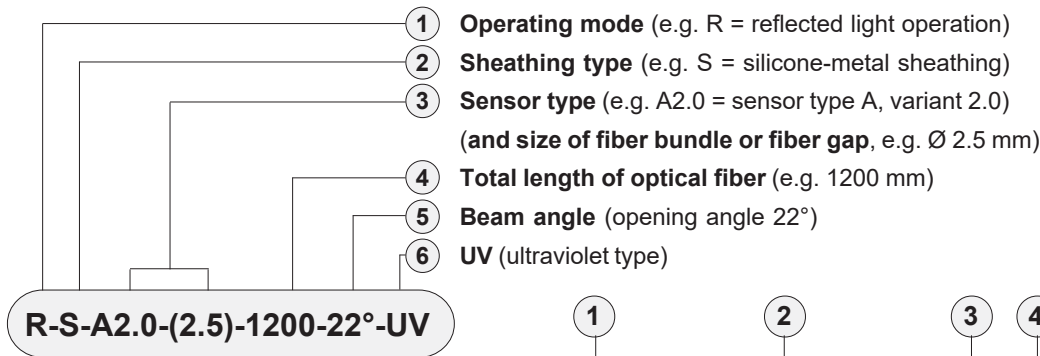 1 Operating mode (e.g. R = reflected light operation)
2 Sheathing type (e.g. S = silicone-metal sheathing)
3 Sensor type (e.g. A2.0 = sensor type A, variant 2.0)
(and size of fiber bundle or fiber gap, e.g. Ø 2.5 mm)
4 Total length of optical fiber (e.g. 1200 mm)
5 Beam angle (opening angle 22°)
6 UV (ultraviolet type)
R-S-A2.0-(2.5)-1200-22°-UV
1 2 3 4